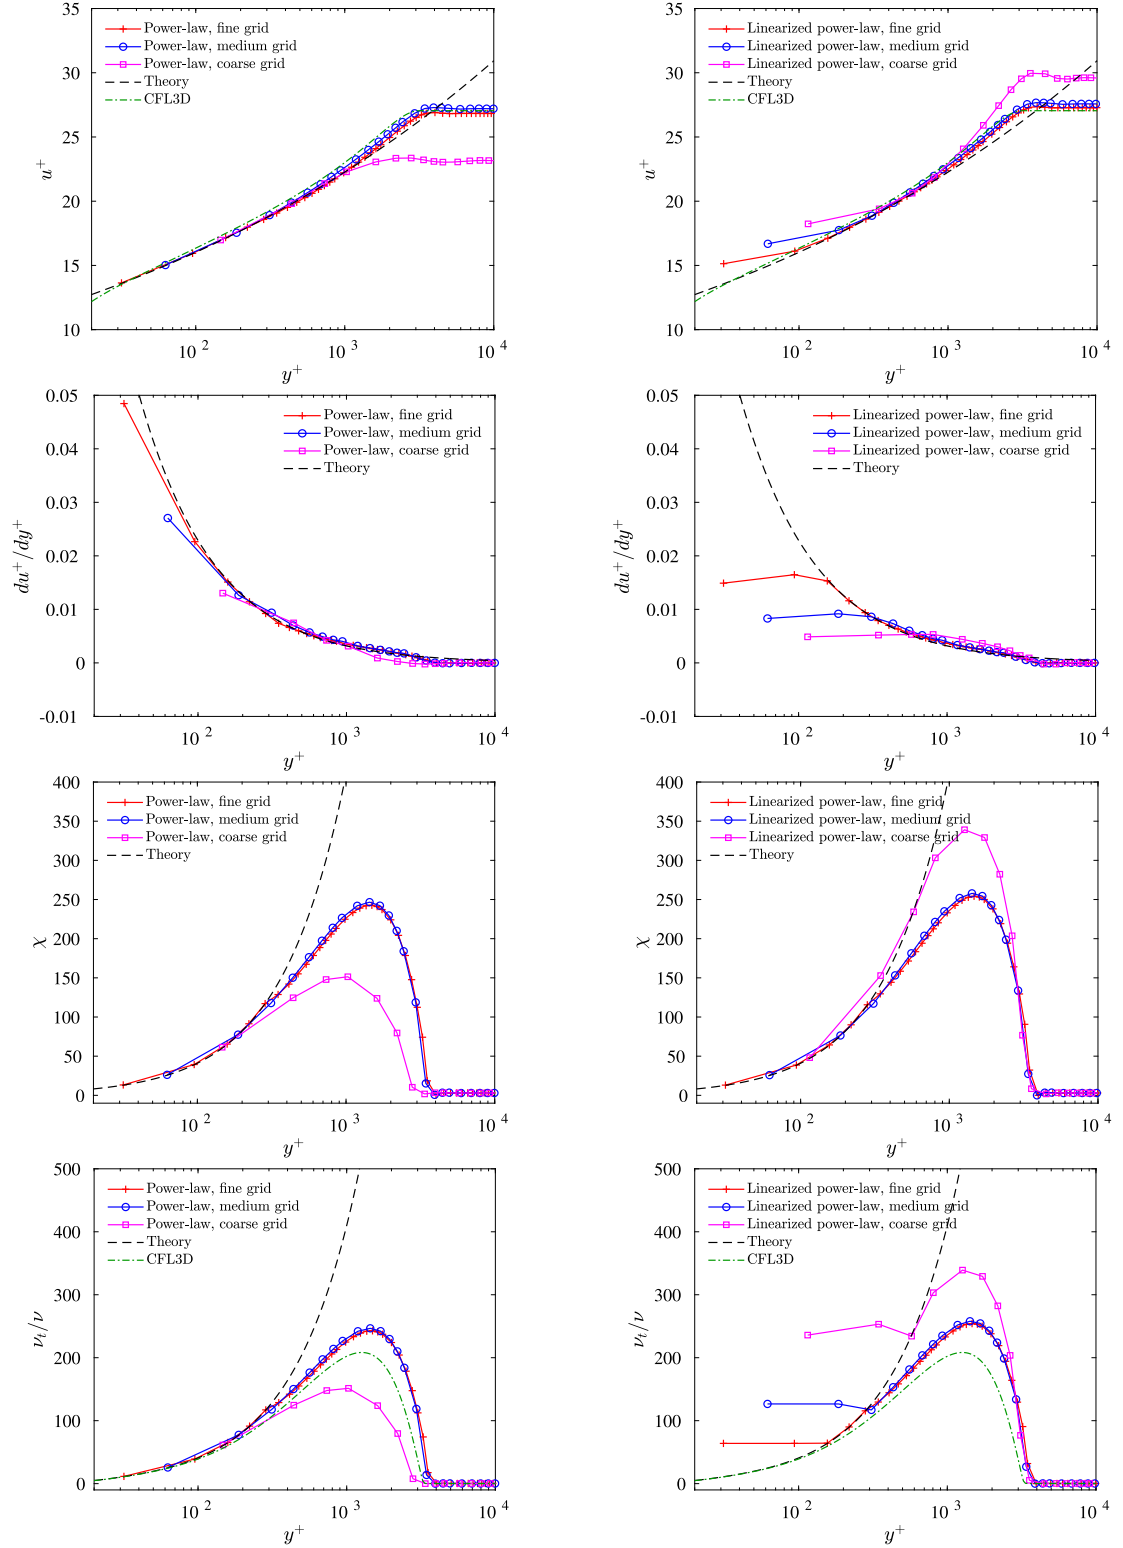 35
30
25
20
15
10
u+
Power-law, fine grid
Power-law, medium grid
Power-law, coarse grid
Theory
CFL3D
10 2
10 3
10 4
y+
35
30
25
20
15
10
u+
Linearized power-law, fine grid
Linearized power-law, medium grid
Linearized power-law, coarse grid
Theory
CFL3D
10 2
10 3
10 4
y+
0.05
0.04
0.03
0.02
0.01
0
-0.01
du+/dy+
Power-law, fine grid
Power-law, medium grid
Power-law, coarse grid
Theory
10 2
10 3
10 4
y+
0.05
0.04
0.03
0.02
0.01
0
-0.01
du+/dy+
Linearized power-law, fine grid
Linearized power-law, medium grid
Linearized power-law, coarse grid
Theory
10 2
10 3
10 4
y+
400
350
300
250
200
150
100
50
0
χ
Power-law, fine grid
Power-law, medium grid
Power-law, coarse grid
Theory
10 2
10 3
10 4
y+
400
350
300
250
200
150
100
50
0
χ
Linearized power-law, fine grid
Linearized power-law, medium grid
Linearized power-law, coarse grid
Theory
10 2
10 3
10 4
y+
500
400
300
200
100
0
νt/ν
Power-law, fine grid
Power-law, medium grid
Power-law, coarse grid
Theory
CFL3D
10 2
10 3
10 4
y+
500
400
300
200
100
0
νt/ν
Linearized power-law, fine grid
Linearized power-law, medium grid
Linearized power-law, coarse grid
Theory
CFL3D
10 2
10 3
10 4
y+